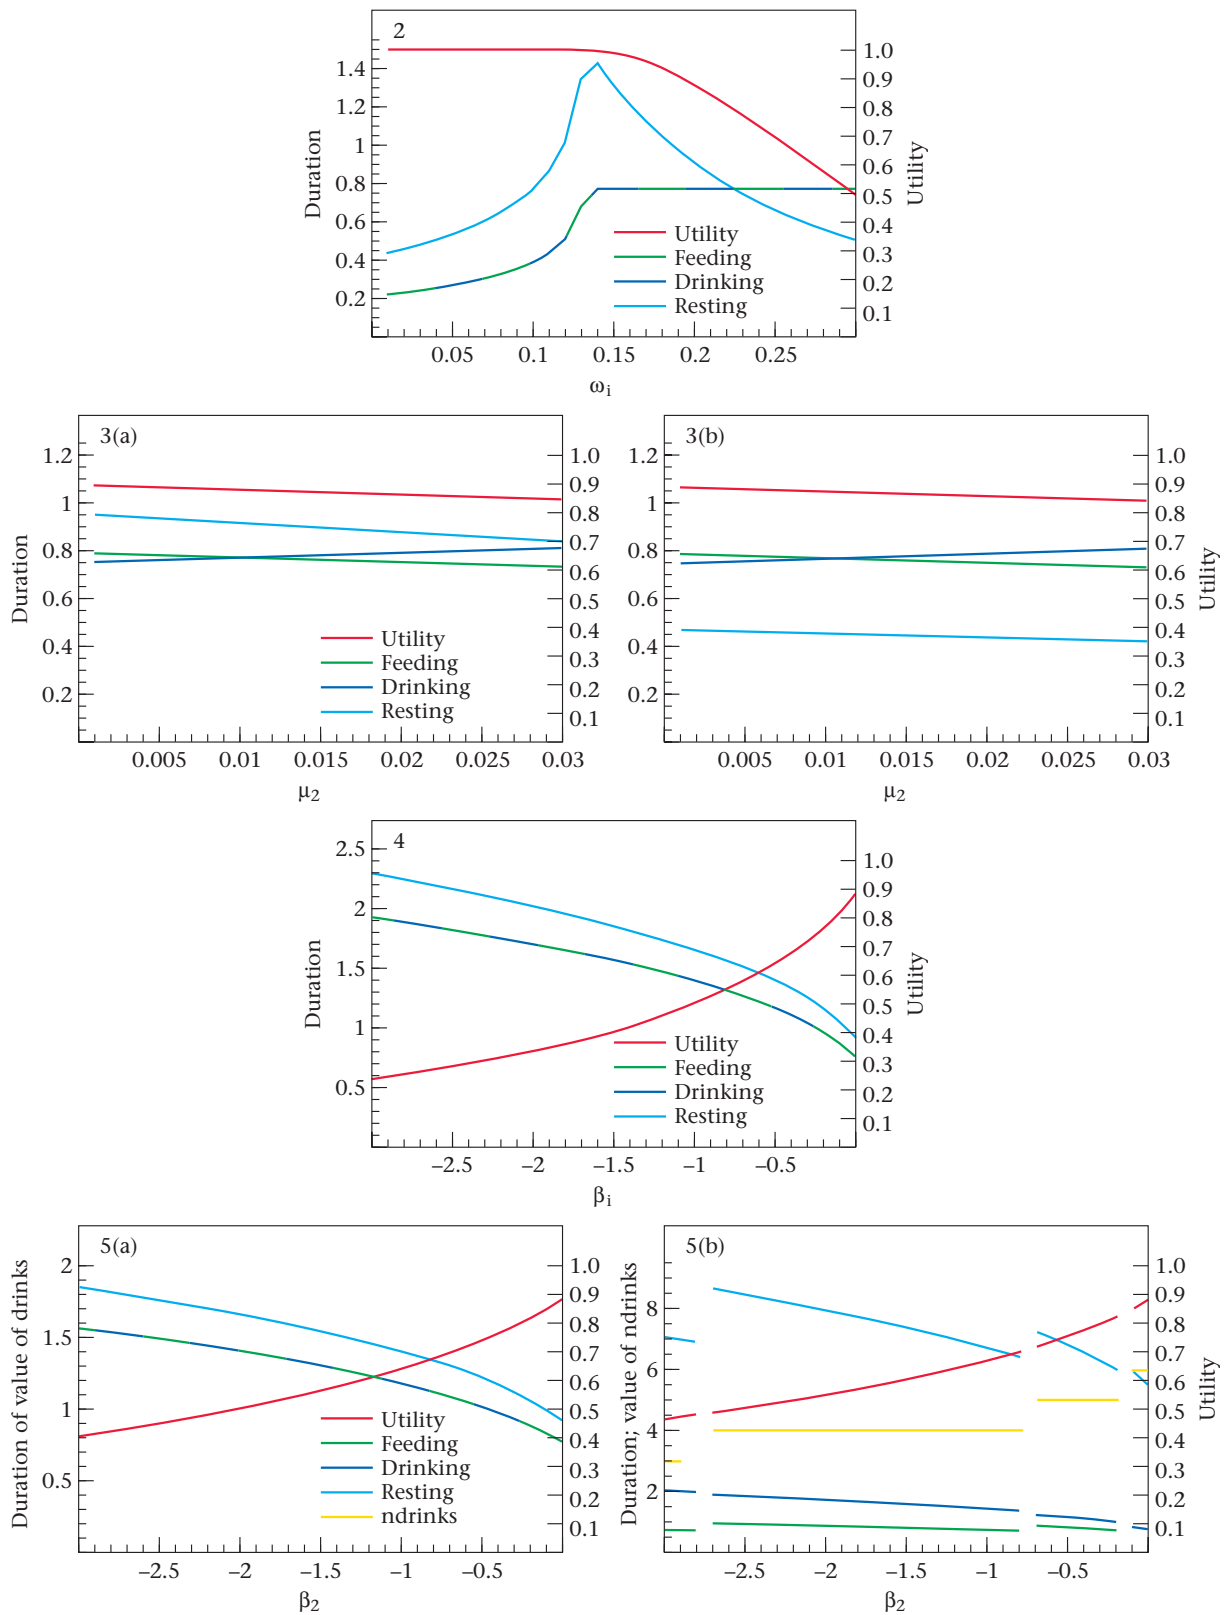 2
1.4
1.2
1
0.8
0.6
0.4
0.2
Duration
1.0
0.9
0.8
0.7
0.6
0.5
0.4
0.3
0.2
0.1
Utility
Utility
Feeding
Drinking
Resting
0.05 0.1 0.15 0.2 0.25
ωi
3(a)
1.2
1
0.8
0.6
0.4
0.2
Duration
1.0
0.9
0.8
0.7
0.6
0.5
0.4
0.3
0.2
0.1
Utility
Feeding
Drinking
Resting
0.005 0.01 0.015 0.02 0.025 0.03
μ2
3(b)
1.2
1
0.8
0.6
0.4
0.2
1.0
0.9
0.8
0.7
0.6
0.5
0.4
0.3
0.2
0.1
Utility
0.005 0.01 0.015 0.02 0.025 0.03
μ2
4
2.5
2
1.5
1
0.5
Duration
1.0
0.9
0.8
0.7
0.6
0.5
0.4
0.3
0.2
0.1
Utility
Utility
Feeding
Drinking
Resting
–2.5 –2 –1.5 –1 –0.5
βi
5(a)
2
1.5
1
0.5
Duration of value of drinks
1.0
0.9
0.8
0.7
0.6
0.5
0.4
0.3
0.2
0.1
Utility
Feeding
Drinking
Resting
ndrinks
–2.5 –2 –1.5 –1 –0.5
β2
5(b)
8
6
4
2
Duration; value of ndrinks
1.0
0.9
0.8
0.7
0.6
0.5
0.4
0.3
0.2
0.1
Utility
–2.5 –2 –1.5 –1 –0.5
β2